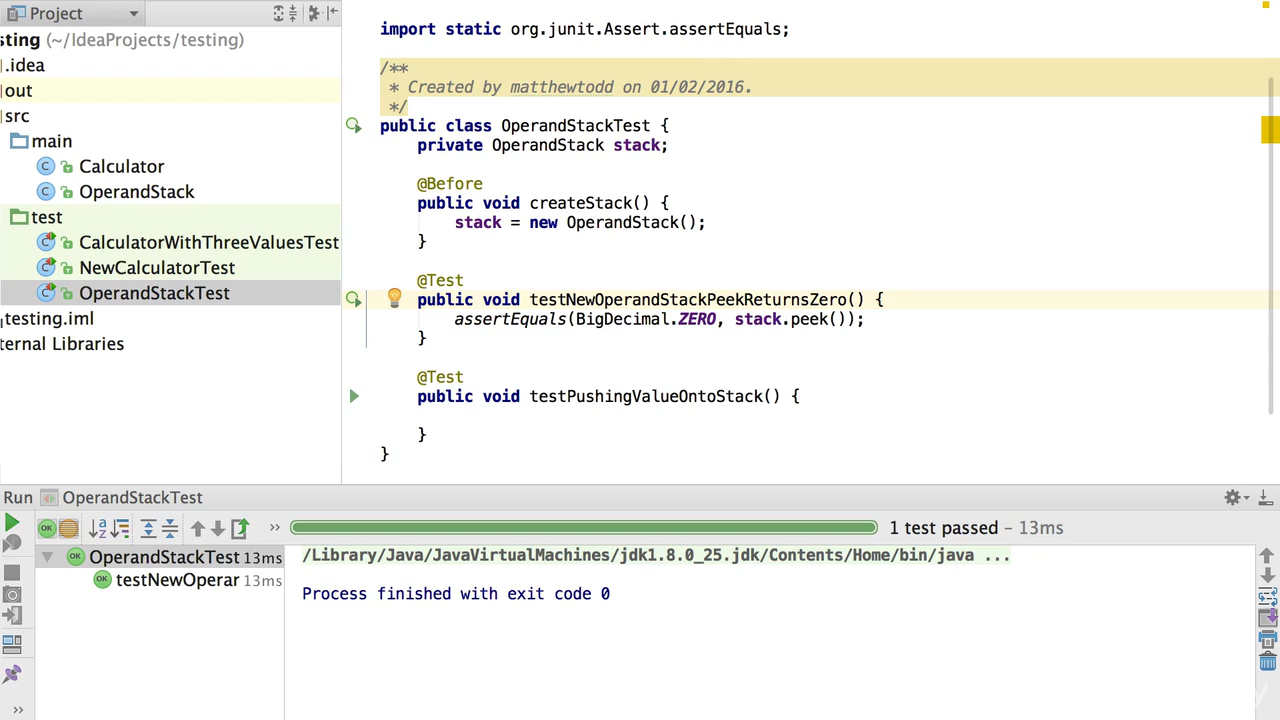 Project
sting (~/IdeaProjects/testing)
.idea
out
src
main
Calculator
OperandStack
test
CalculatorWithThreeValuesTest
NewCalculatorTest
OperandStackTest
testing.iml
ternal Libraries
import static org.junit.Assert.assertEquals;
/**
* Created by matthewtodd on 01/02/2016.
*/
public class OperandStackTest {
private OperandStack stack;
@Before
public void createStack() {
stack = new OperandStack();
}
@Test
public void testNewOperandStackPeekReturnsZero() {
assertEquals(BigDecimal.ZERO, stack.peek());
}
@Test
public void testPushingValueOntoStack() {
}
}
Run OperandStackTest
1 test passed – 13ms
OperandStackTest 13ms
testNewOperar 13ms
/Library/Java/JavaVirtualMachines/jdk1.8.0_25.jdk/Contents/Home/bin/java ...
Process finished with exit code 0